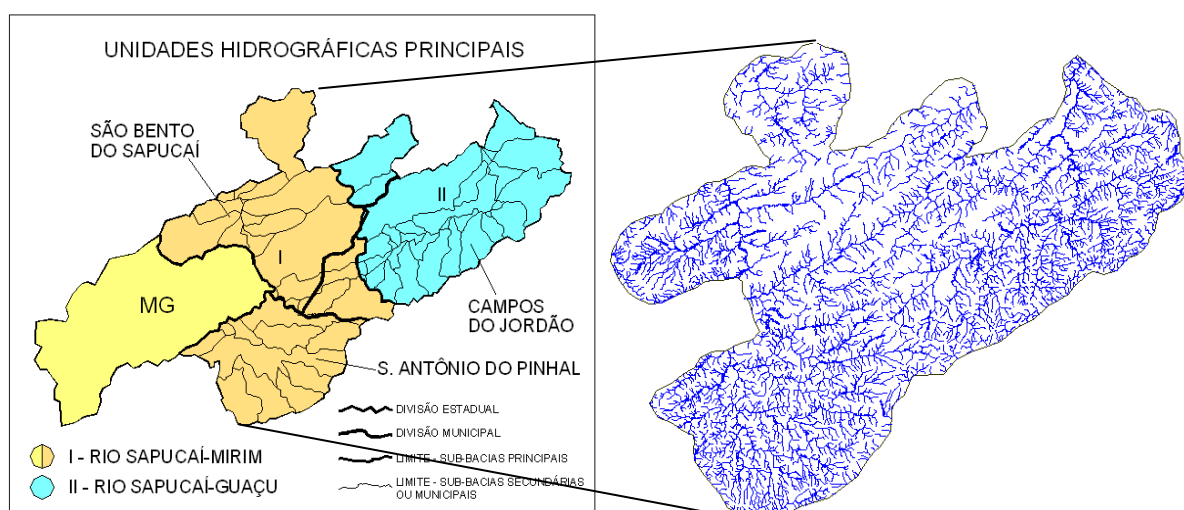 UNIDADES HIDROGRÁFICAS PRINCIPAIS
SÃO BENTO
DO SAPUCAÍ
II
I
MG
CAMPOS
DO JORDÃO
S. ANTÔNIO DO PINHAL
DIVISÃO ESTADUAL
DIVISÃO MUNICIPAL
I - RIO SAPUCAÍ-MIRIM
LIMITE - SUB-BACIAS PRINCIPAIS
II - RIO SAPUCAÍ-GUAÇU
LIMITE - SUB-BACIAS SECUNDÁRIAS
OU MUNICIPAIS